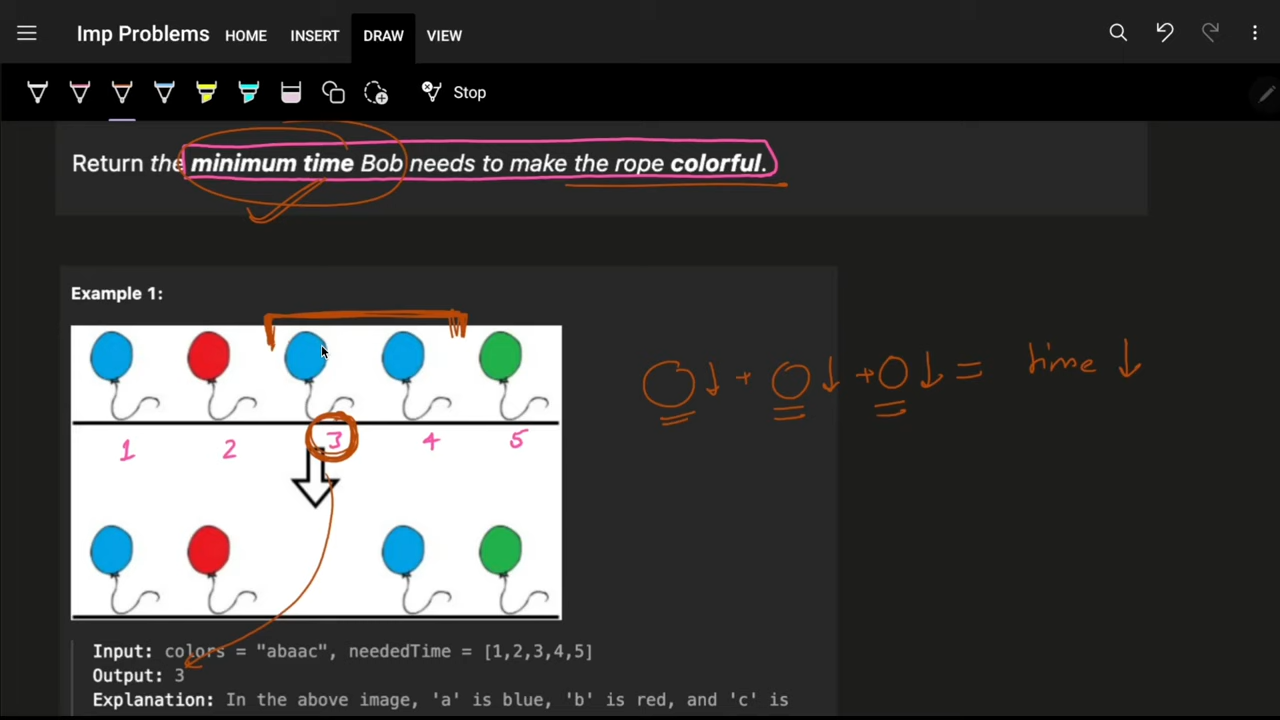 Imp Problems HOME INSERT DRAW VIEW
Stop
Return the minimum time Bob needs to make the rope colorful.
Example 1:
O↓ + O↓ + O↓ = time ↓
1 2 3 4 5
Input: colors = "abaac", neededTime = [1,2,3,4,5]
Output: 3
Explanation: In the above image, 'a' is blue, 'b' is red, and 'c' is